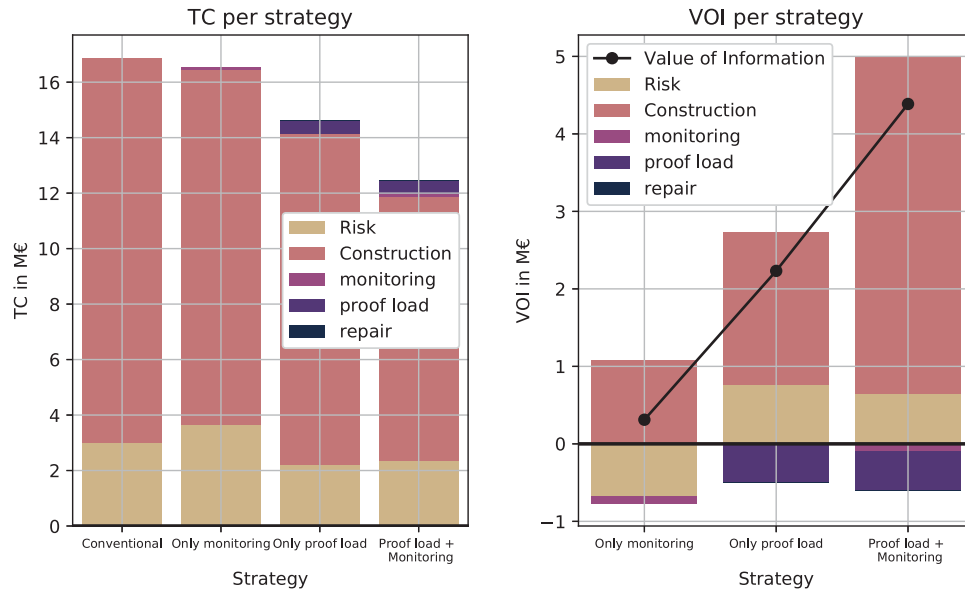 TC per strategy
16
14
12
10
8
6
4
2
0
TC in M€
Risk
Construction
monitoring
proof load
repair
Conventional
Only monitoring
Only proof load
Proof load +
Monitoring
Strategy
VOI per strategy
5
4
3
2
1
0
−1
VOI in M€
Value of Information
Risk
Construction
monitoring
proof load
repair
Only monitoring
Only proof load
Proof load +
Monitoring
Strategy